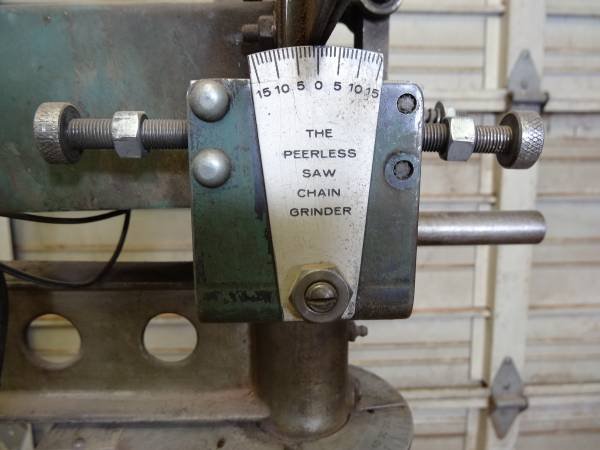 15 10 5 0 5 10 15
THE
PEERLESS
SAW
CHAIN
GRINDER